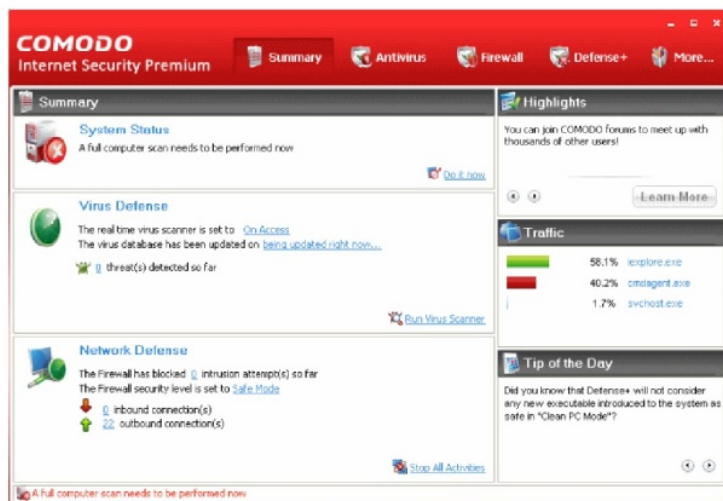 COMODO
Internet Security Premium
Summary
Antivirus
Firewall
Defense+
More...
Summary
System Status
A full computer scan needs to be performed now
Do it now
Virus Defense
The real time virus scanner is set to On Access
The virus database has been updated on being updated right now...
0 threat(s) detected so far
Run Virus Scanner
Network Defense
The Firewall has blocked 0 intrusion attempt(s) so far
The Firewall security level is set to Safe Mode
0 inbound connection(s)
22 outbound connection(s)
Stop All Activities
Highlights
You can join COMODO forums to meet up with
thousands of other users!
Learn More
Traffic
58.1% iexplore.exe
40.2% cmdagent.exe
1.7% svchost.exe
Tip of the Day
Did you know that Defense+ will not consider
any new executable introduced to the system as
safe in "Clean PC Mode"?
A full computer scan needs to be performed now